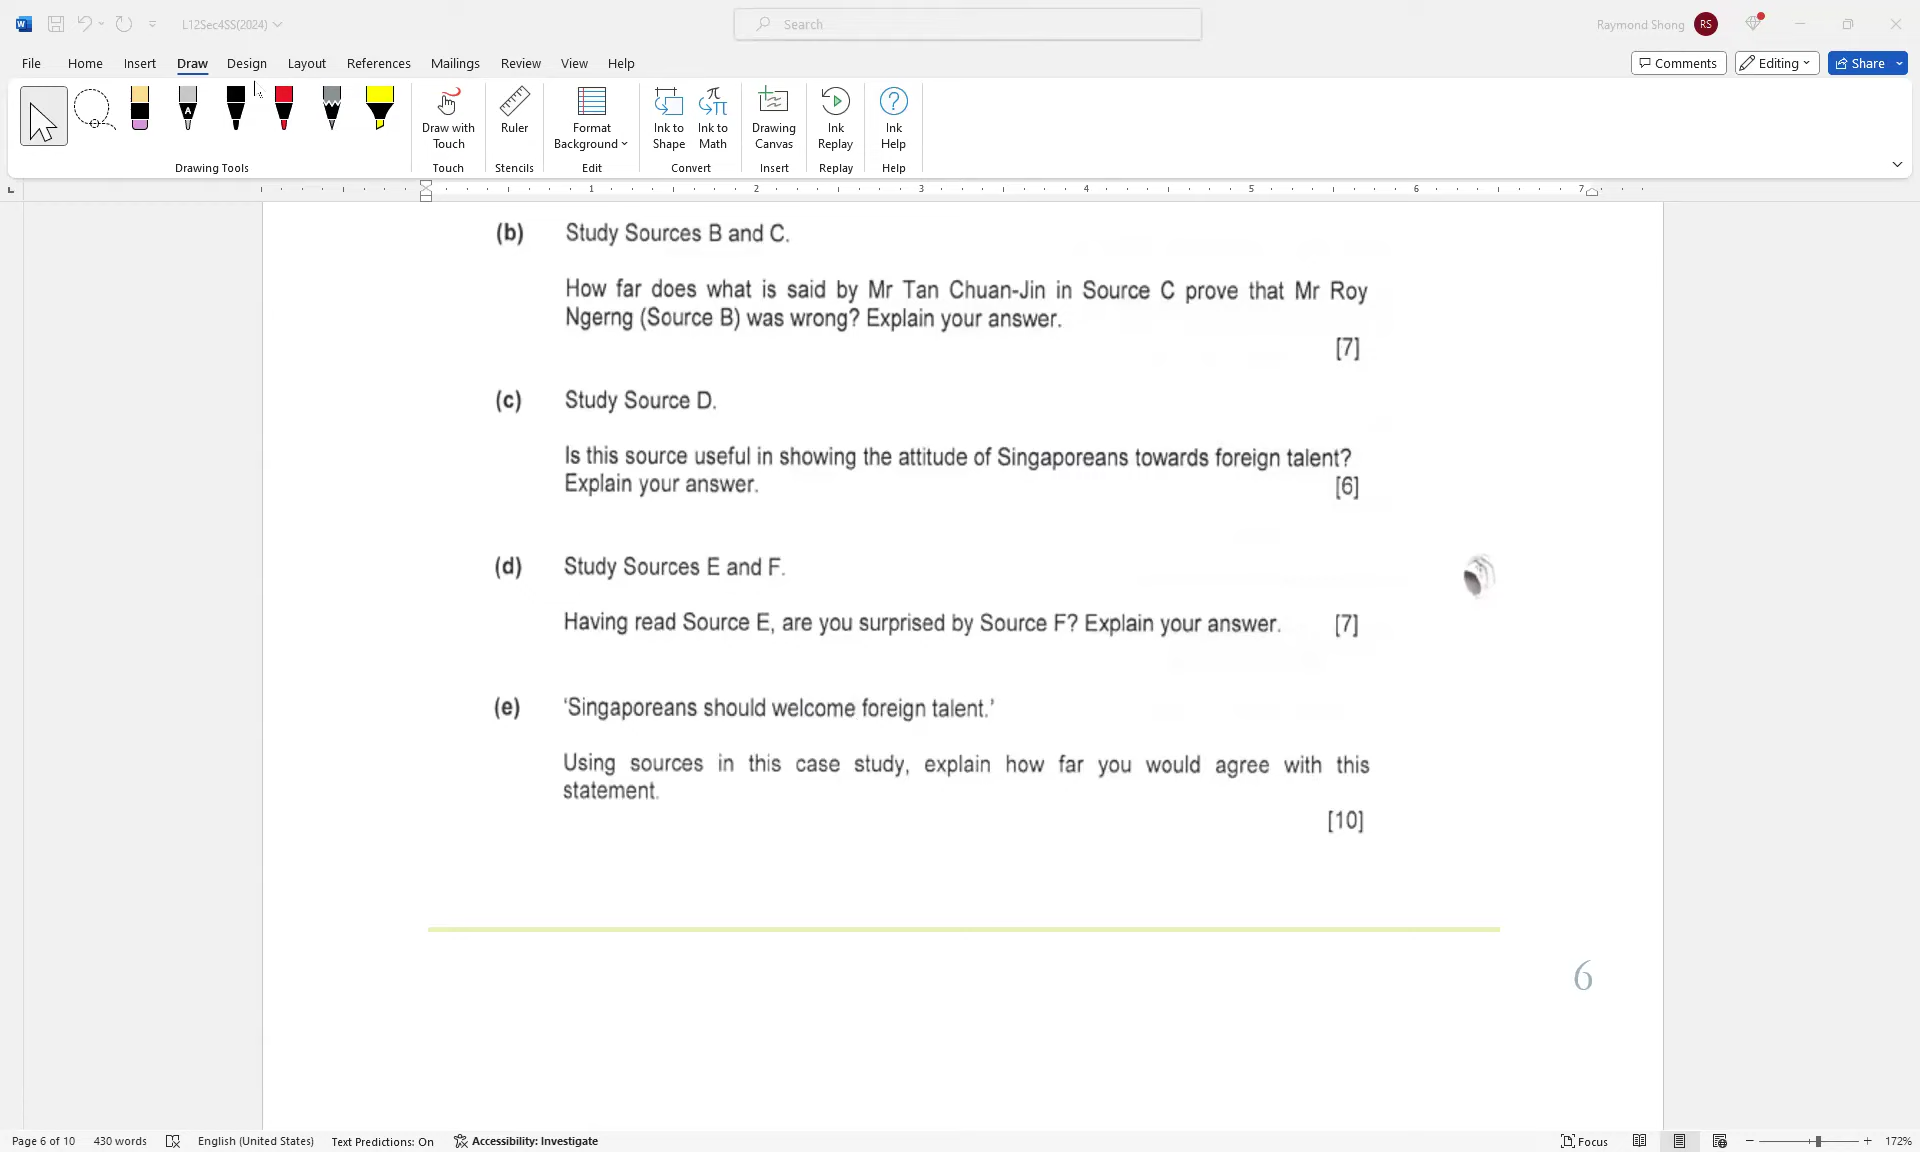 L12Sec4SS(2024)
Search
Raymond Shong
RS
File Home Insert Draw Design Layout References Mailings Review View Help
Comments Editing Share
A
Draw with Touch
Ruler
Format Background
Ink to Shape
Ink to Math
Drawing Canvas
Ink Replay
Ink Help
Drawing Tools Touch Stencils Edit Convert Insert Replay Help
1 2 3 4 5 6 7
(b) Study Sources B and C.
How far does what is said by Mr Tan Chuan-Jin in Source C prove that Mr Roy
Ngerng (Source B) was wrong? Explain your answer.
[7]
(c) Study Source D.
Is this source useful in showing the attitude of Singaporeans towards foreign talent?
Explain your answer. [6]
(d) Study Sources E and F.
Having read Source E, are you surprised by Source F? Explain your answer. [7]
(e) ‘Singaporeans should welcome foreign talent.’
Using sources in this case study, explain how far you would agree with this
statement.
[10]
6
Page 6 of 10 430 words English (United States) Text Predictions: On Accessibility: Investigate Focus 172%